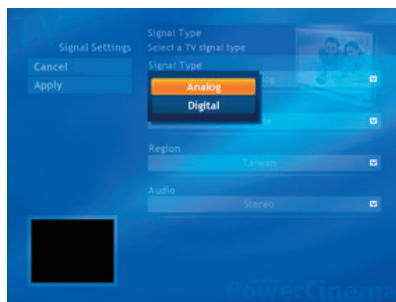 Signal Type
Signal Settings
Select a TV signal type
Cancel
Signal Type
Apply
Analog
Digital
Region
Taiwan
Audio
Stereo
PowerCinema